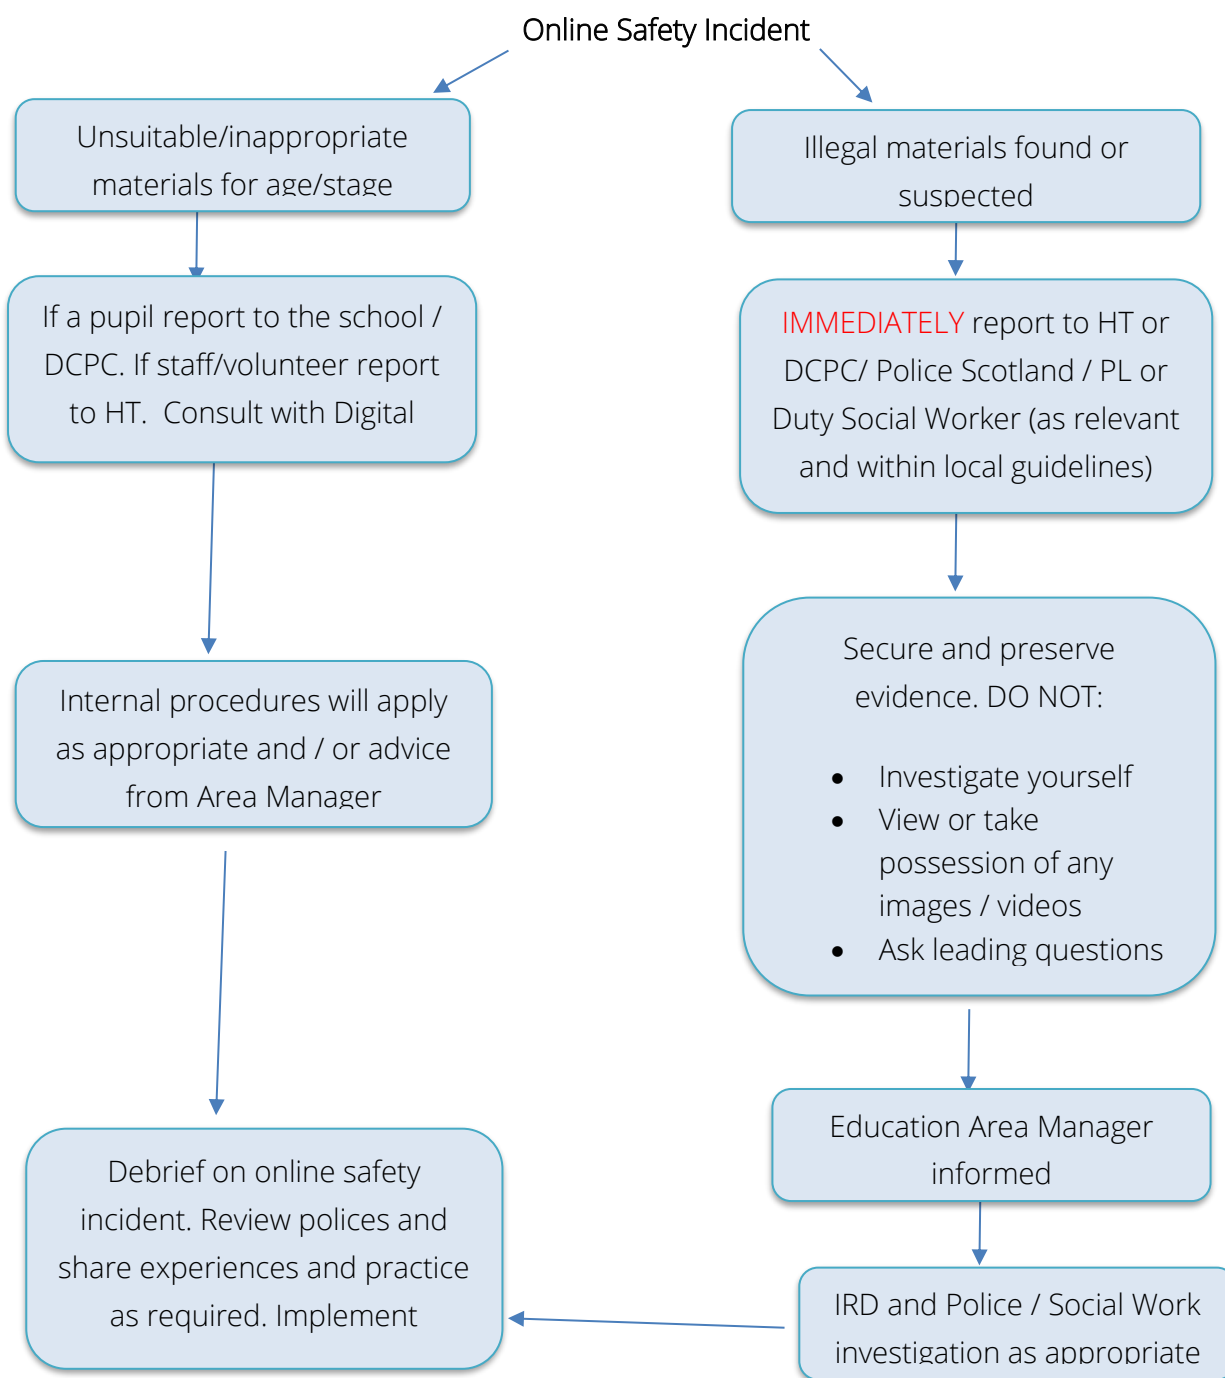 Online Safety Incident
Unsuitable/inappropriate
materials for age/stage
If a pupil report to the school /
DCPC. If staff/volunteer report
to HT.  Consult with Digital
Internal procedures will apply
as appropriate and / or advice
from Area Manager
Debrief on online safety
incident. Review polices and
share experiences and practice
as required. Implement
Illegal materials found or
suspected
IMMEDIATELY report to HT or
DCPC/ Police Scotland / PL or
Duty Social Worker (as relevant
and within local guidelines)
Secure and preserve
evidence. DO NOT:
• Investigate yourself
• View or take
possession of any
images / videos
• Ask leading questions
Education Area Manager
informed
IRD and Police / Social Work
investigation as appropriate